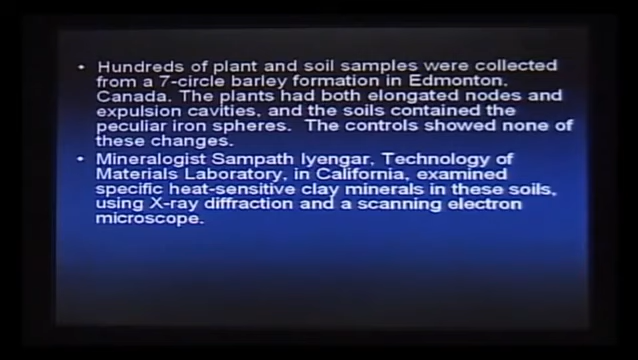 • Hundreds of plant and soil samples were collected
from a 7-circle barley formation in Edmonton,
Canada. The plants had both elongated nodes and
expulsion cavities, and the soils contained the
peculiar iron spheres. The controls showed none of
these changes.
• Mineralogist Sampath Iyengar, Technology of
Materials Laboratory, in California, examined
specific heat-sensitive clay minerals in these soils,
using X-ray diffraction and a scanning electron
microscope.